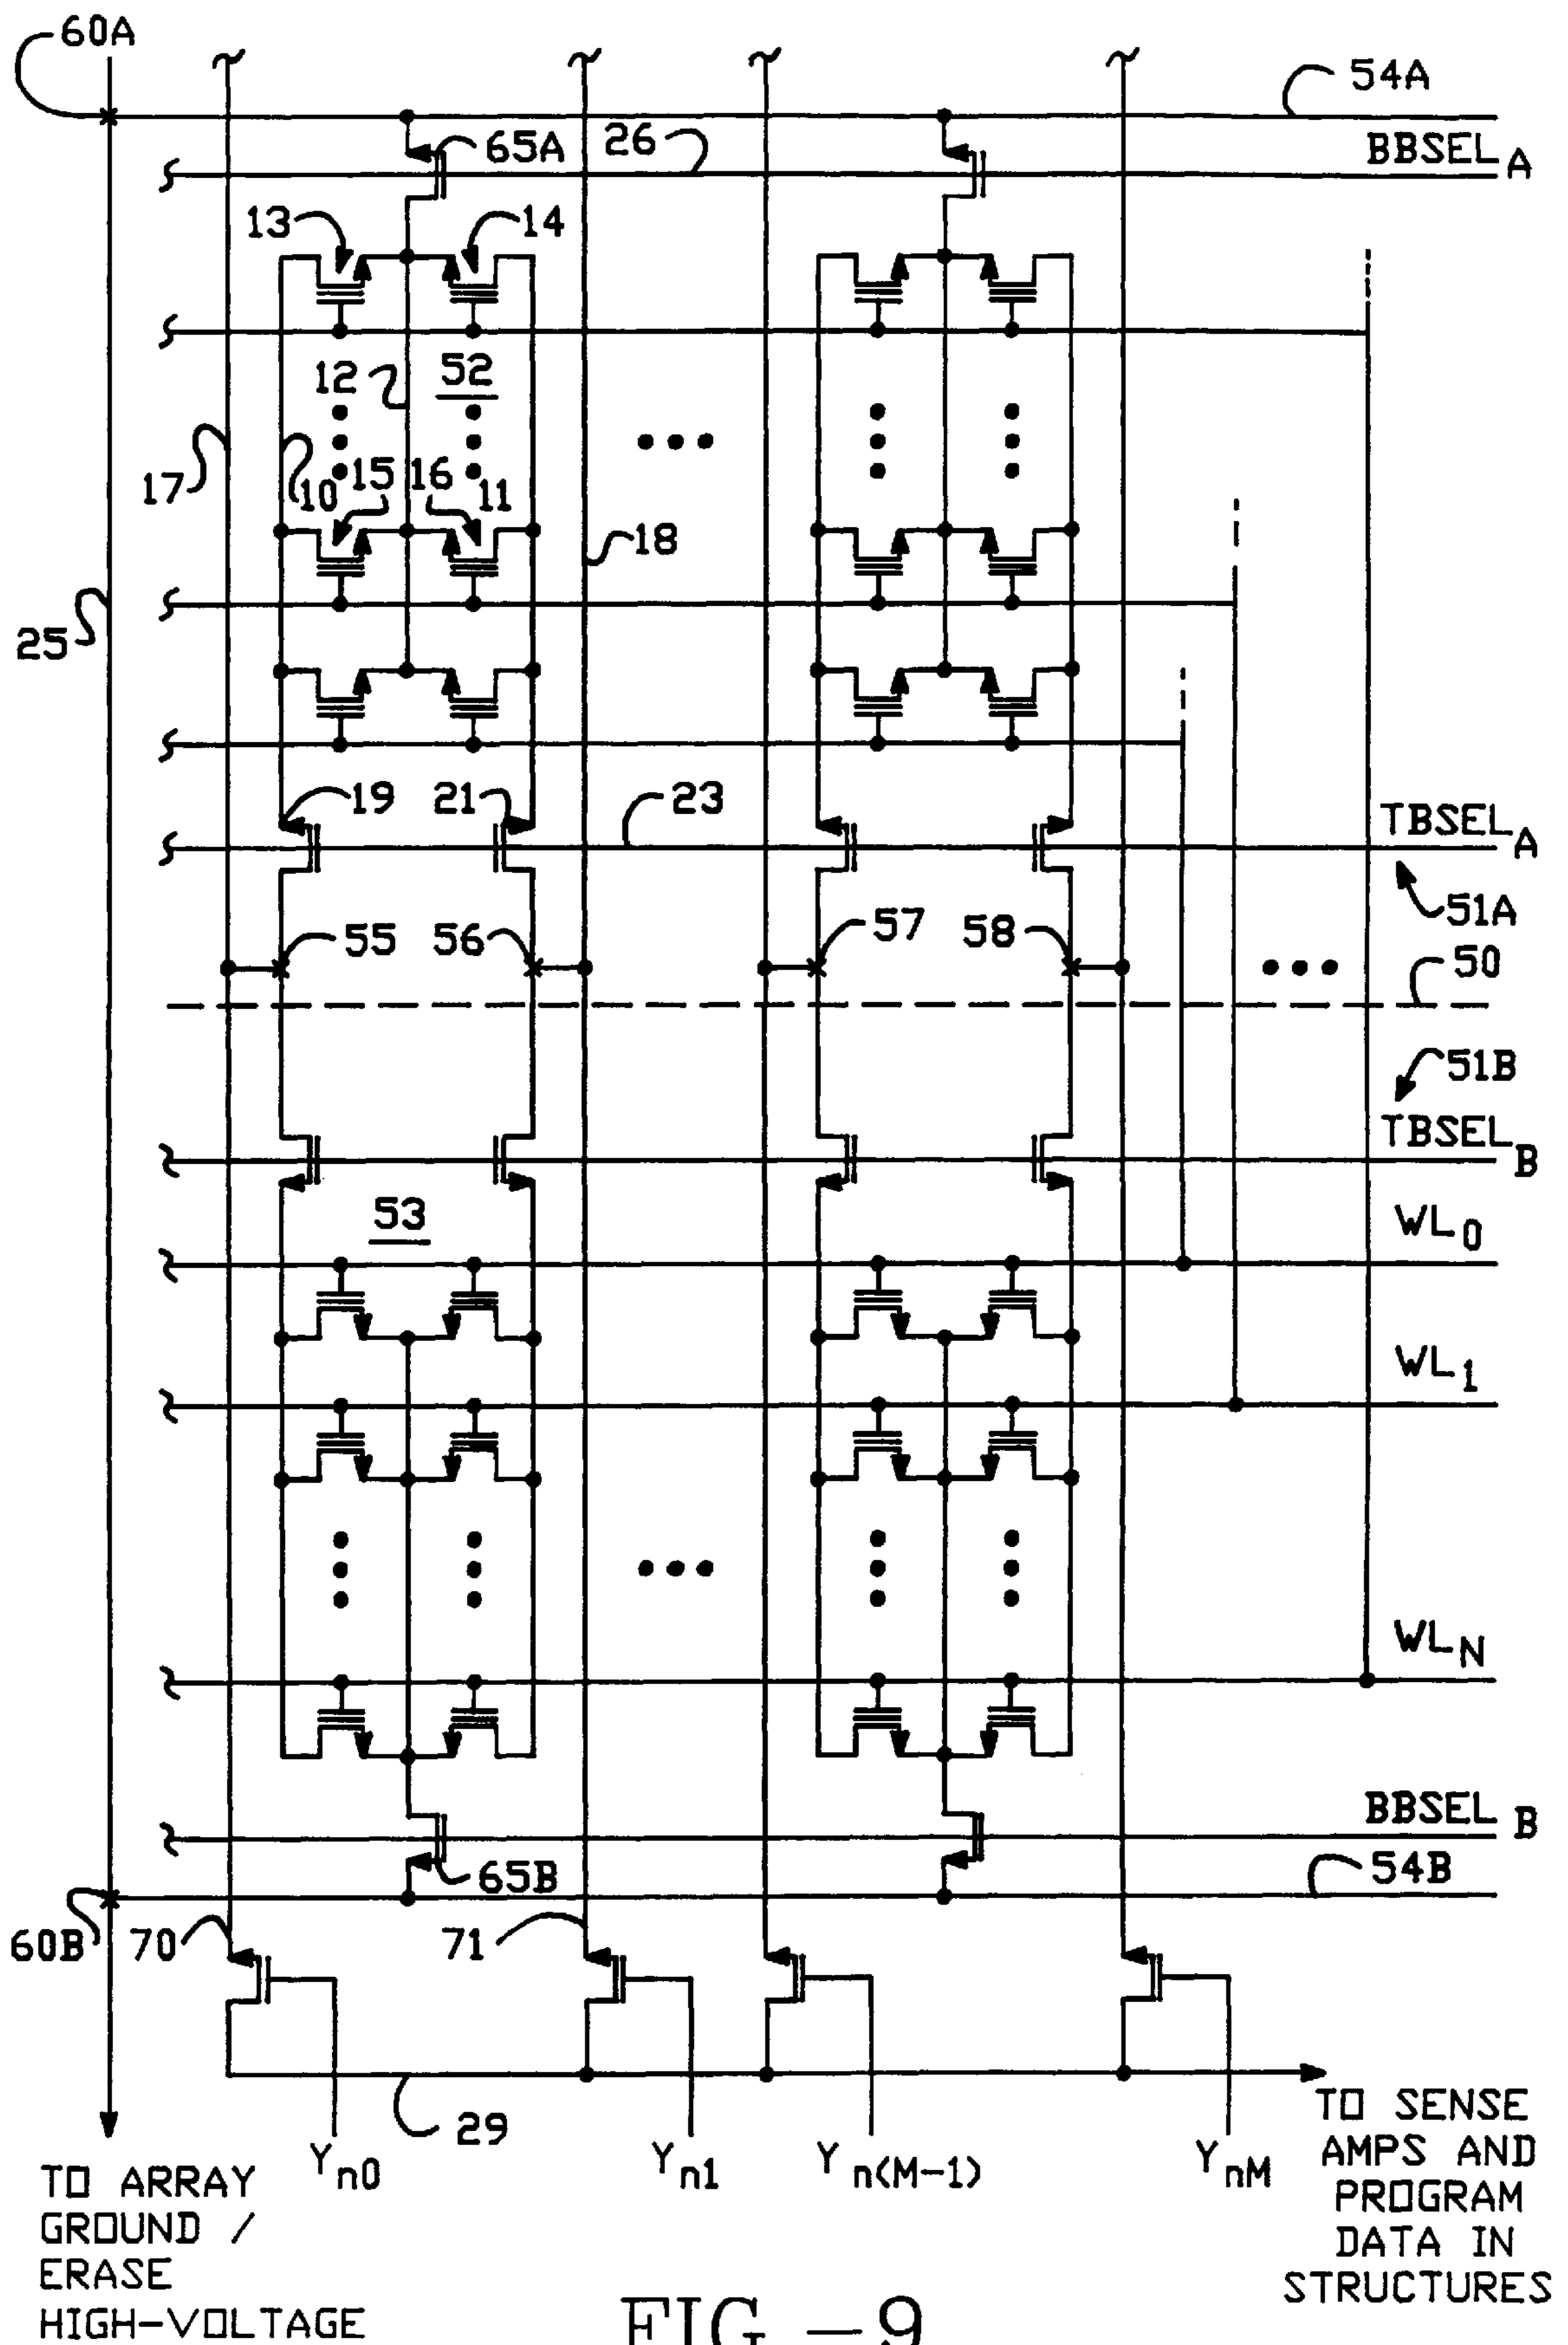 60A
54A
65A
26
BBSEL A
13
14
12
52
17
10
15
16
11
18
25
19
21
23
TBSEL A
51A
55
56
57
58
50
51B
TBSEL B
53
WL 0
WL 1
WL N
BBSEL B
65B
54B
60B
70
71
29
Y n0
Y n1
Y n(M-1)
Y nM
TO ARRAY
GROUND /
ERASE
HIGH-VOLTAGE
TO SENSE
AMPS AND
PROGRAM
DATA IN
STRUCTURES
FIG.-9